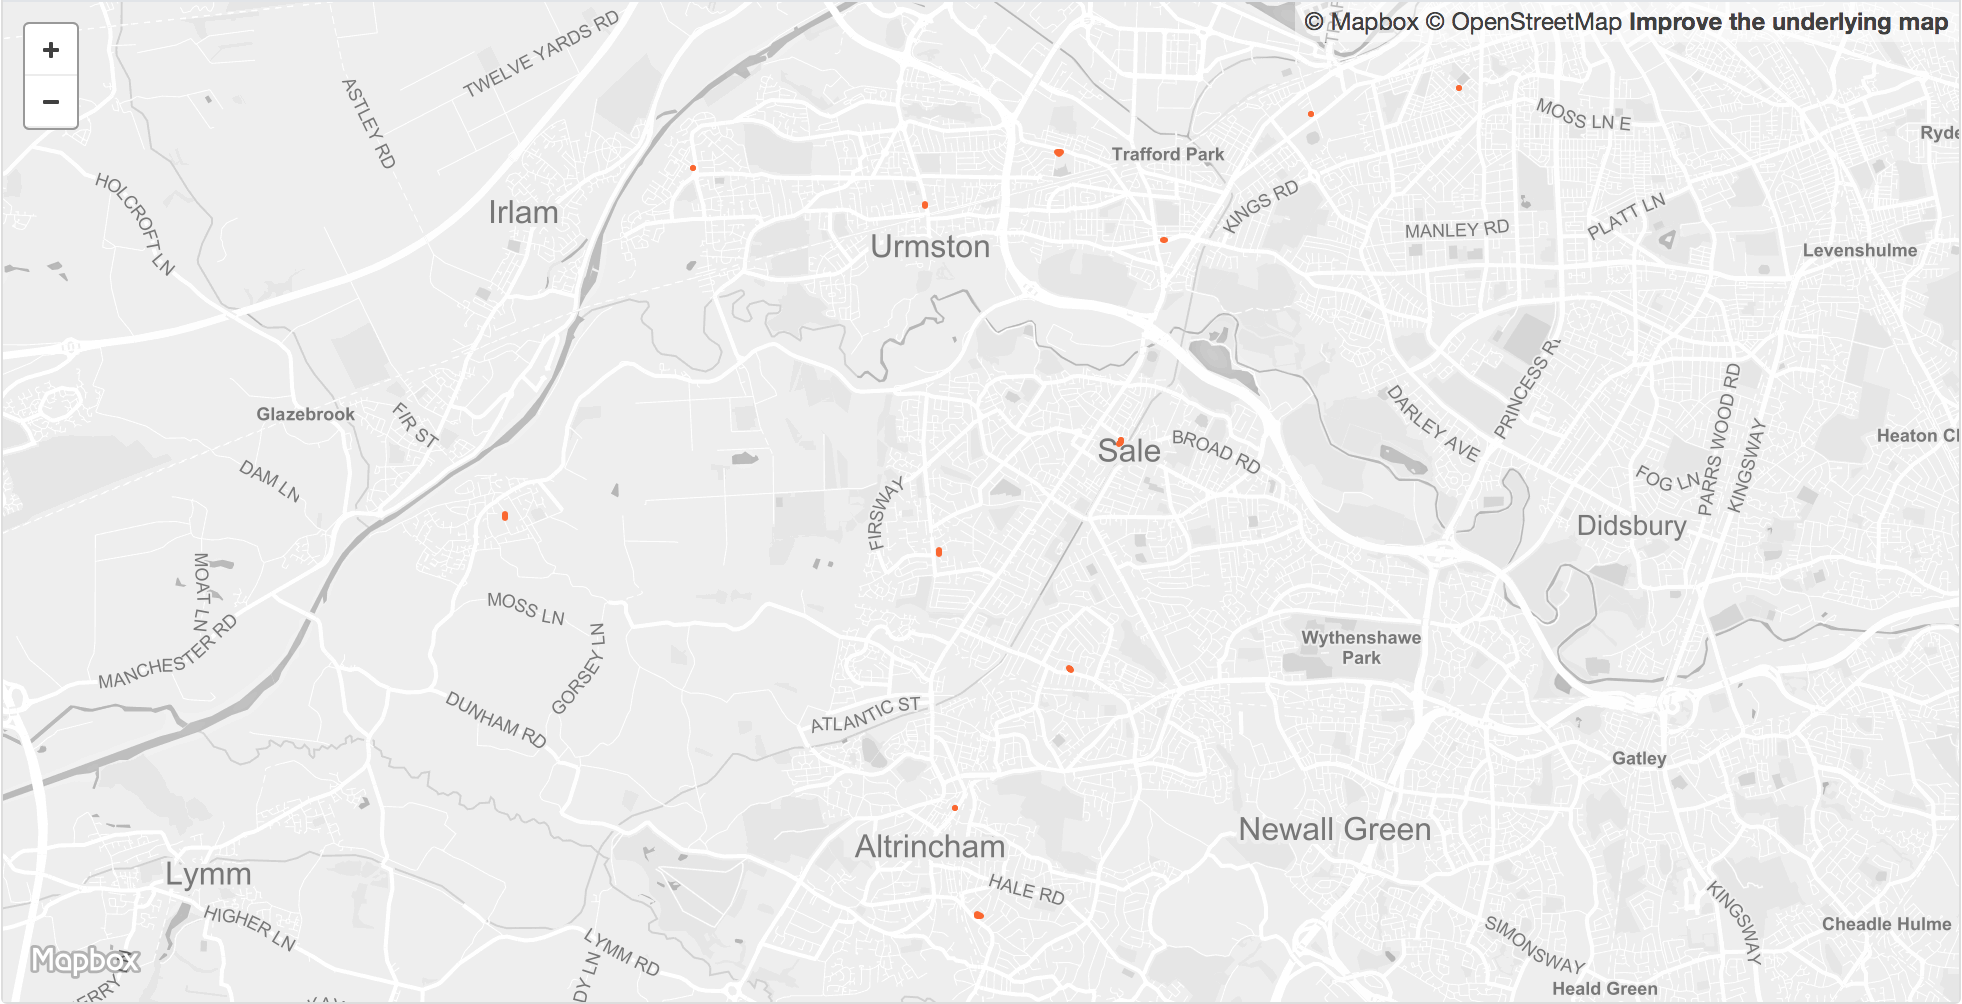 +
−
© Mapbox © OpenStreetMap Improve the underlying map
TWELVE YARDS RD
ASTLEY RD
MOSS LN E
Trafford Park
HOLCROFT LN
Irlam
KINGS RD
PLATT LN
MANLEY RD
Urmston
Levenshulme
PRINCESS
Glazebrook
FIR ST
DARLEY AVE
PARRS WOOD RD
KINGSWAY
Sale
BROAD RD
DAM LN
FOG LN
FIRSWAY
Didsbury
MOAT LN
MOSS LN
MANCHESTER RD
GORSEY LN
Wythenshawe
Park
DUNHAM RD
ATLANTIC ST
Gatley
Newall Green
Altrincham
Lymm
HALE RD
HIGHER LN
LYMM RD
KINGSWAY
SIMONSWAY
Cheadle Hulme
Mapbox
Heald Green